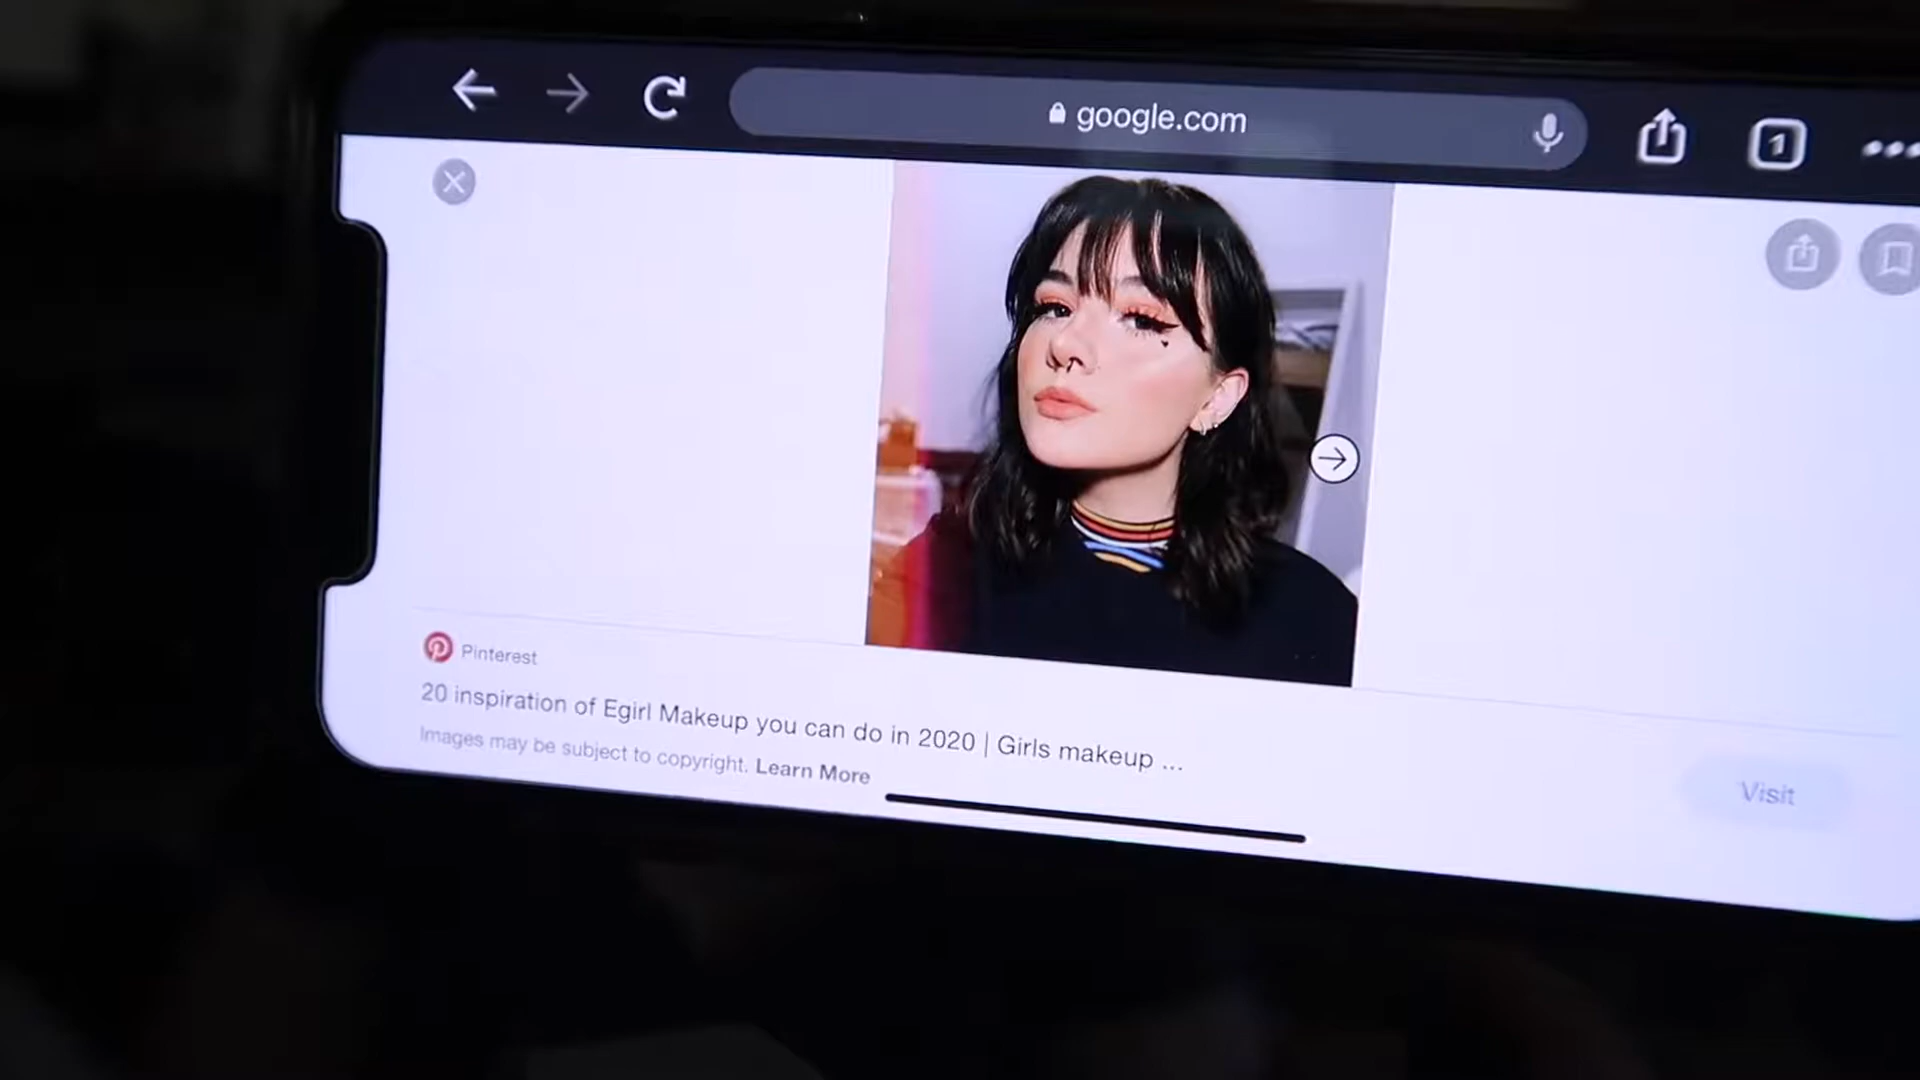 google.com
1
Pinterest
20 inspiration of Egirl Makeup you can do in 2020 | Girls makeup ...
Images may be subject to copyright. Learn More
Visit